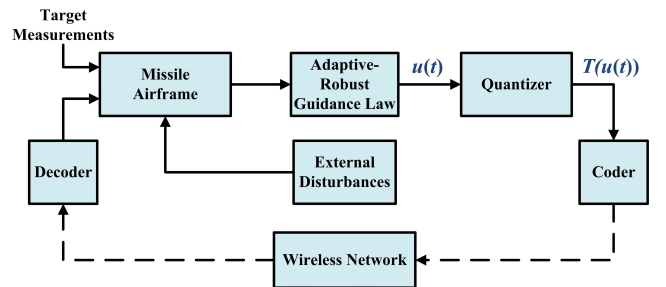 Target
Measurements
Missile
Airframe
Adaptive-
Robust
Guidance Law
u(t)
Quantizer
T(u(t))
Decoder
External
Disturbances
Coder
Wireless Network